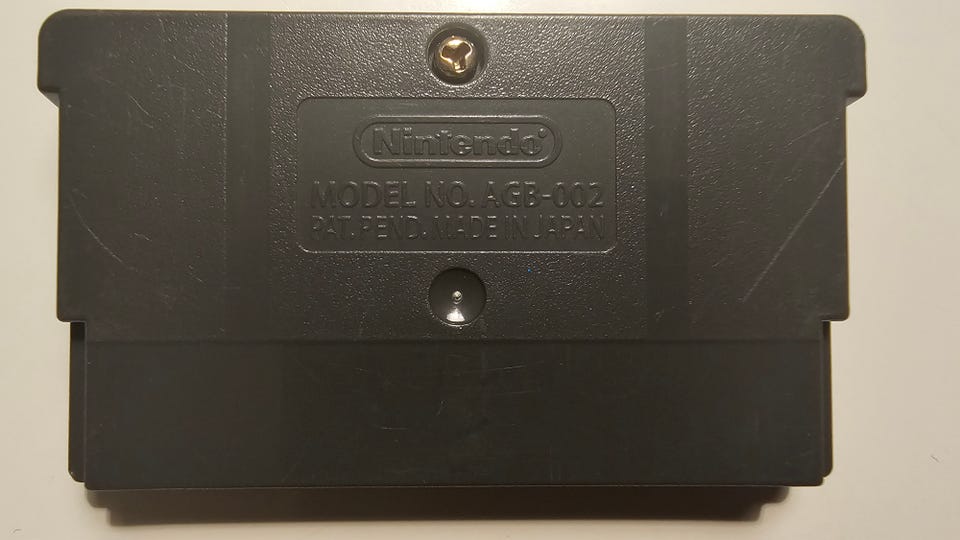 Nintendo®
MODEL NO. AGB-002
PAT. PEND. MADE IN JAPAN